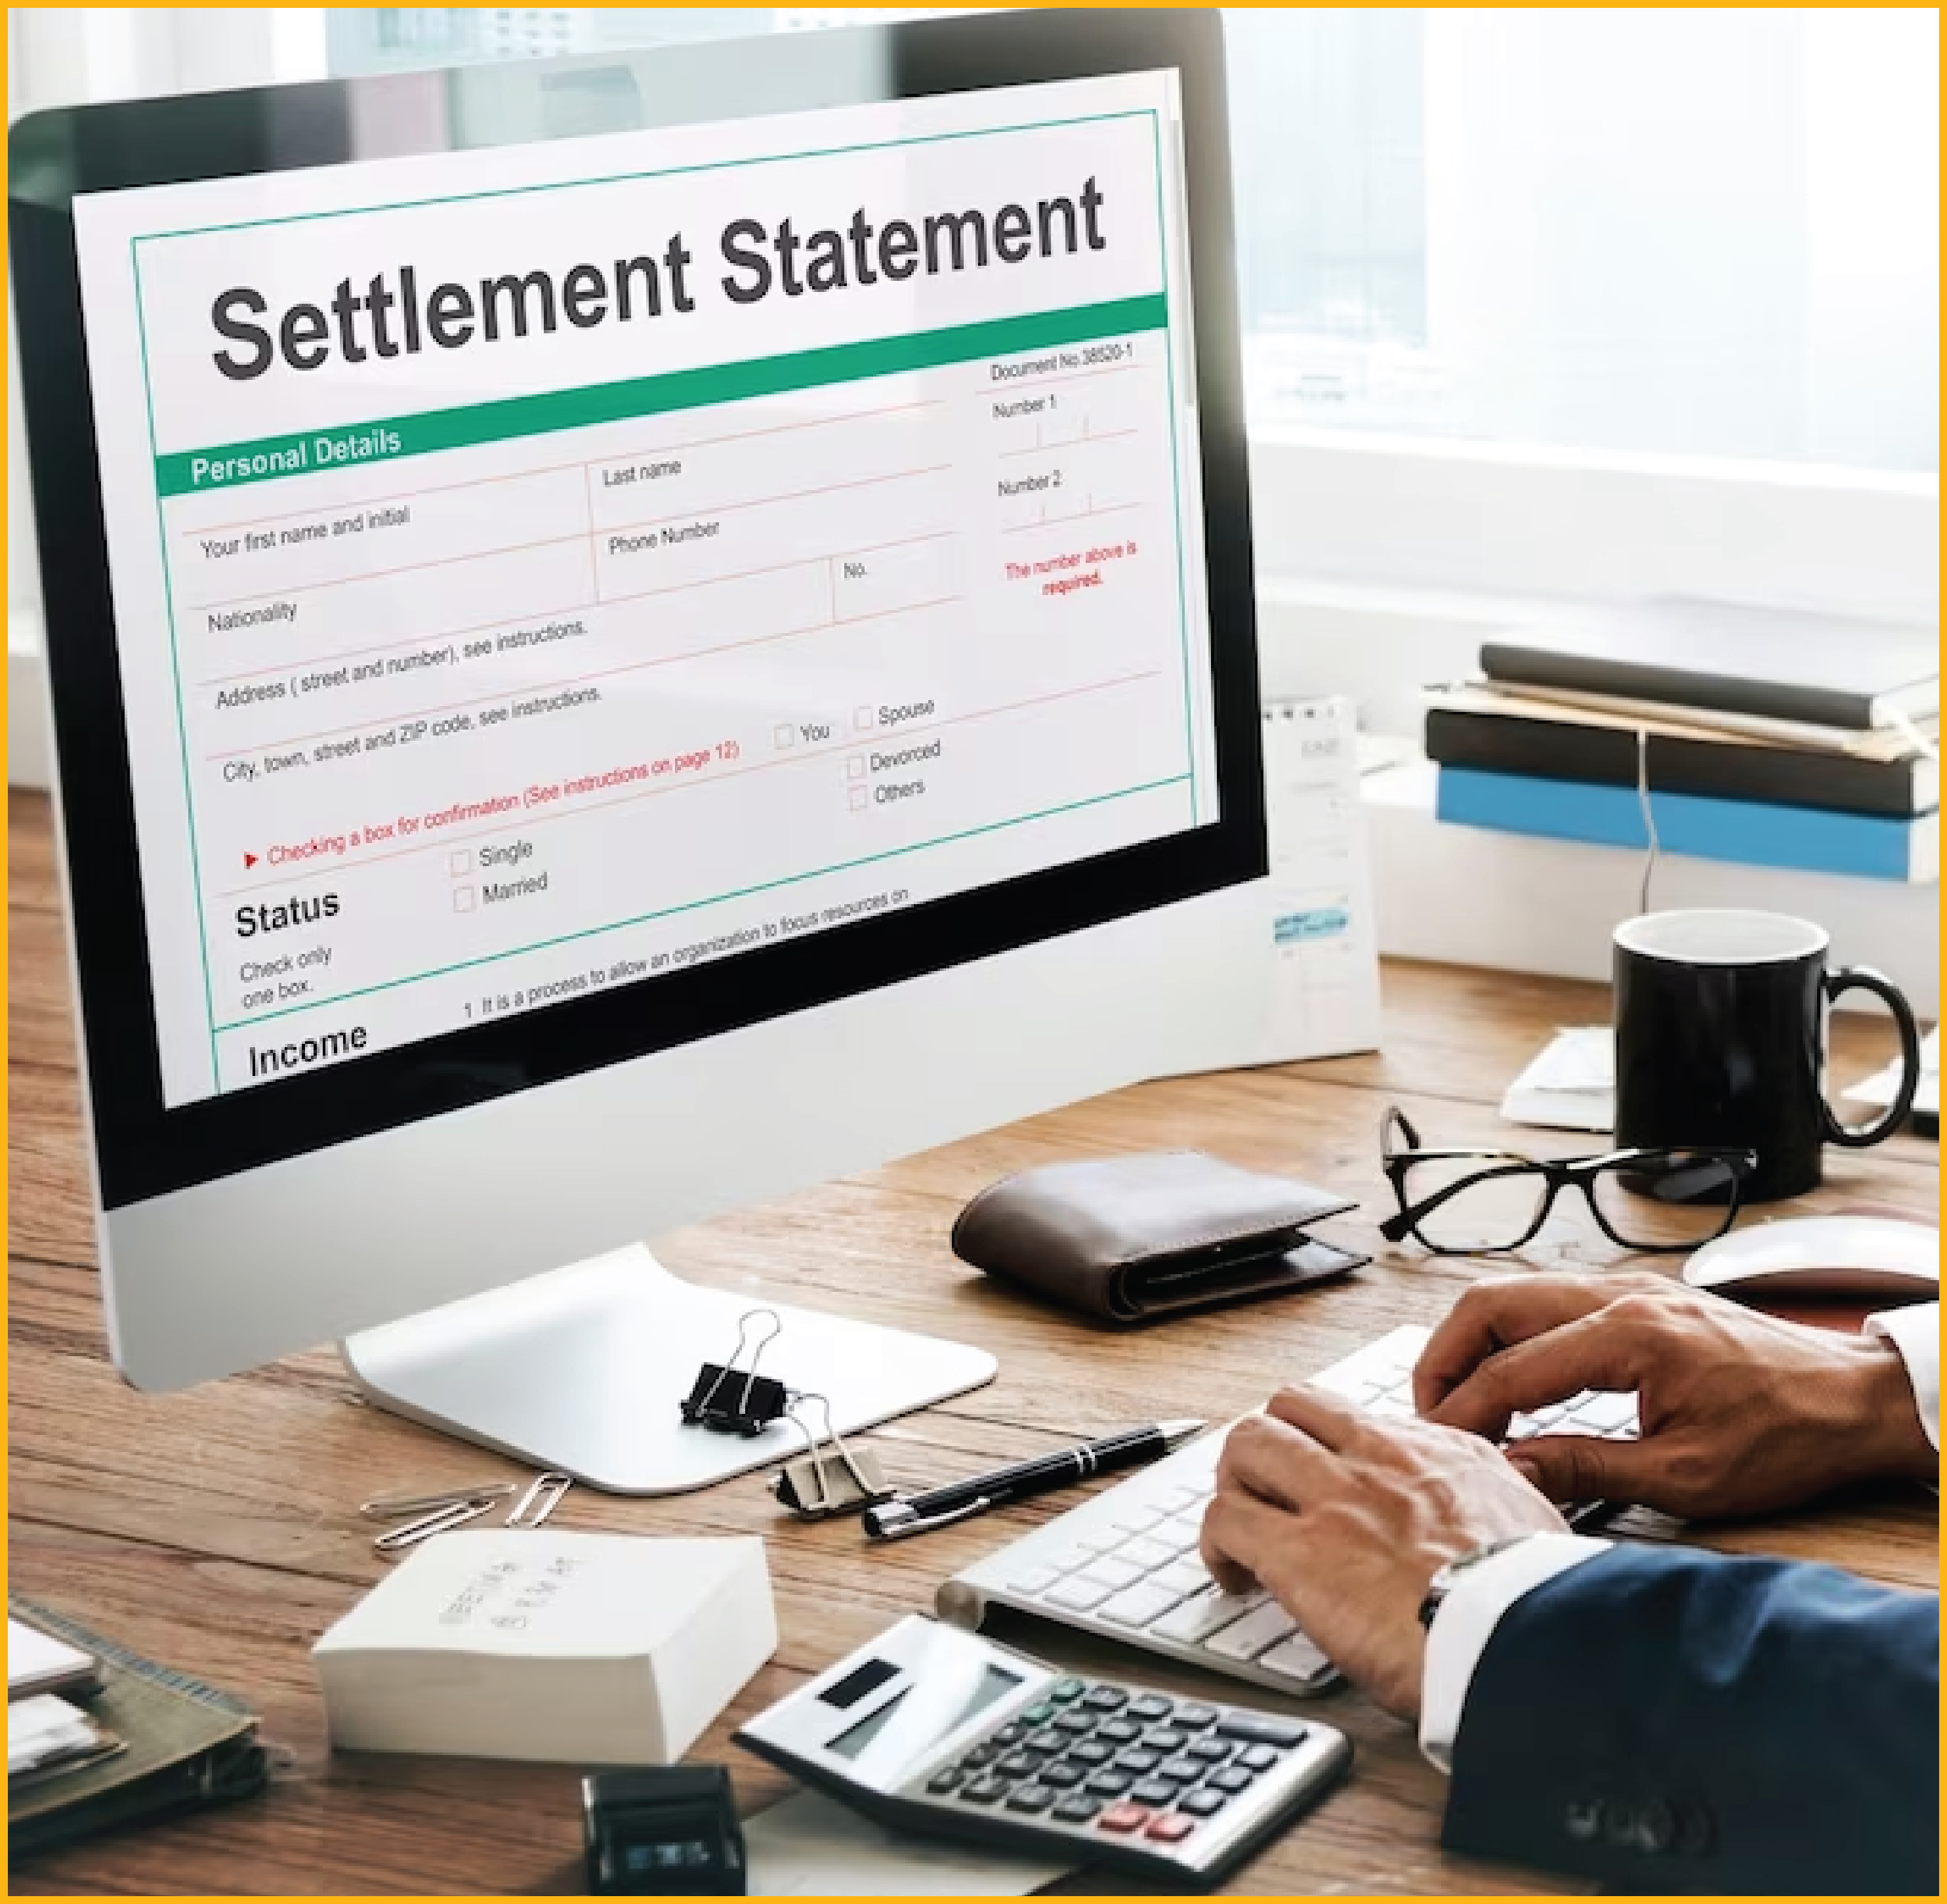 Settlement Statement
Personal Details
Document No.38520-1
Your first name and initial
Last name
Number 1
Nationality
Phone Number
Number 2
Address ( street and number), see instructions.
No.
The number above is
required.
City, town, street and ZIP code, see instructions.
► Checking a box for confirmation (See instructions on page 12)
You
Spouse
Status
Single
Devorced
Married
Others
Check only
one box.
Income
1 It is a process to allow an organization to focus resources on